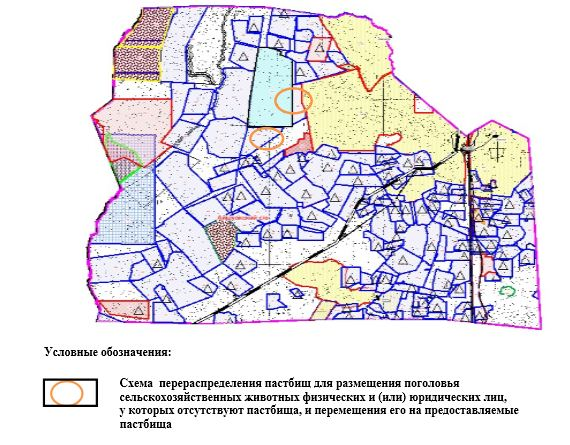 Условные обозначения:
Схема перераспределения пастбищ для размещения поголовья
сельскохозяйственных животных физических и (или) юридических лиц,
у которых отсутствуют пастбища, и перемещения его на предоставляемые
пастбища